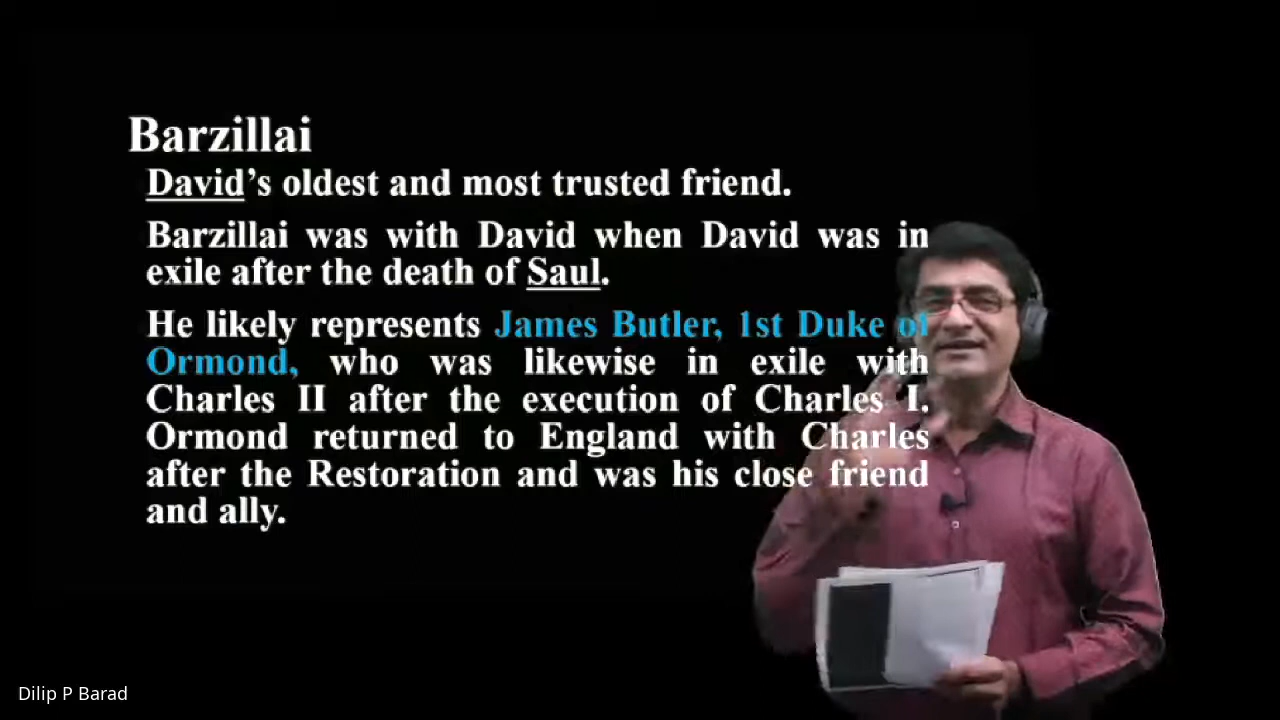 Barzillai
David's oldest and most trusted friend.
Barzillai was with David when David was in
exile after the death of Saul.
He likely represents James Butler, 1st Duke of
Ormond, who was likewise in exile with
Charles II after the execution of Charles I.
Ormond returned to England with Charles
after the Restoration and was his close friend
and ally.
Dilip P Barad